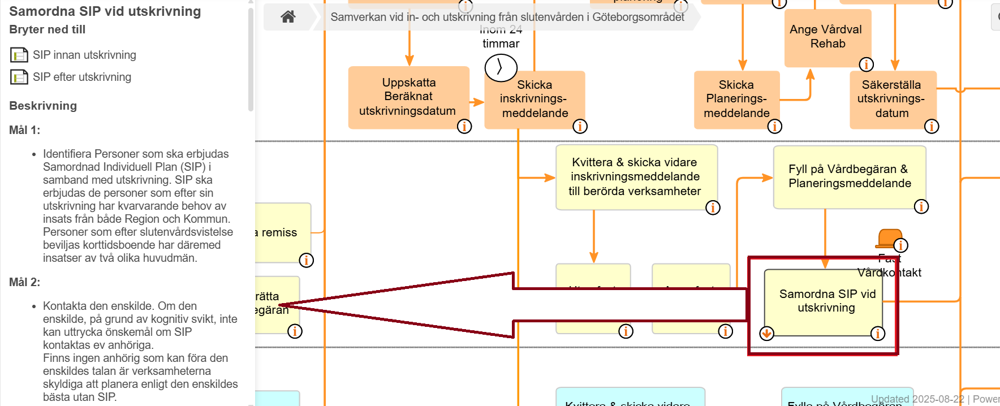 Samordna SIP vid utskrivning
Bryter ned till
SIP innan utskrivning
SIP efter utskrivning
Beskrivning
Mål 1:
• Identifiera Personer som ska erbjudas
Samordnad Individuell Plan (SIP) i
samband med utskrivning. SIP ska
erbjudas de personer som efter sin
utskrivning har kvarvarande behov av
insats från både Region och Kommun.
Personer som efter slutenvårdsvistelse
beviljas korttidsboende har däremed
insatser av två olika huvudmän.
Mål 2:
• Kontakta den enskilde. Om den
enskilde, på grund av kognitiv svikt, inte
kan uttrycka önskemål om SIP
kontaktas ev anhöriga.
Finns ingen anhörig som kan föra den
enskildes talan är verksamheterna
skyldiga att planera enligt den enskildes
bästa utan SIP.
planering
Samverkan vid in- och utskrivning från slutenvården i Göteborgsområdet
Inom 24
timmar
Ange Vårdval
Rehab
Uppskatta
Beräknat
utskrivningsdatum
Skicka
inskrivnings-
meddelande
Skicka
Planerings-
meddelande
Säkerställa
utskrivnings-
datum
Kvittera & skicka vidare
inskrivningsmeddelande
till berörda verksamheter
Fyll på Vårdbegäran &
Planeringsmeddelande
a remiss
Fast
Vårdkontakt
rätta
egäran
Samordna SIP vid
utskrivning
Kvittera & skicka vidare
Fylla på Vårdbegäran
Updated 2025-08-22 | Power